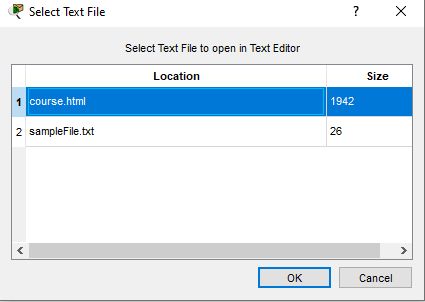 Select Text File
?
Select Text File to open in Text Editor
Location Size
1 course.html 1942
2 sampleFile.txt 26
OK Cancel